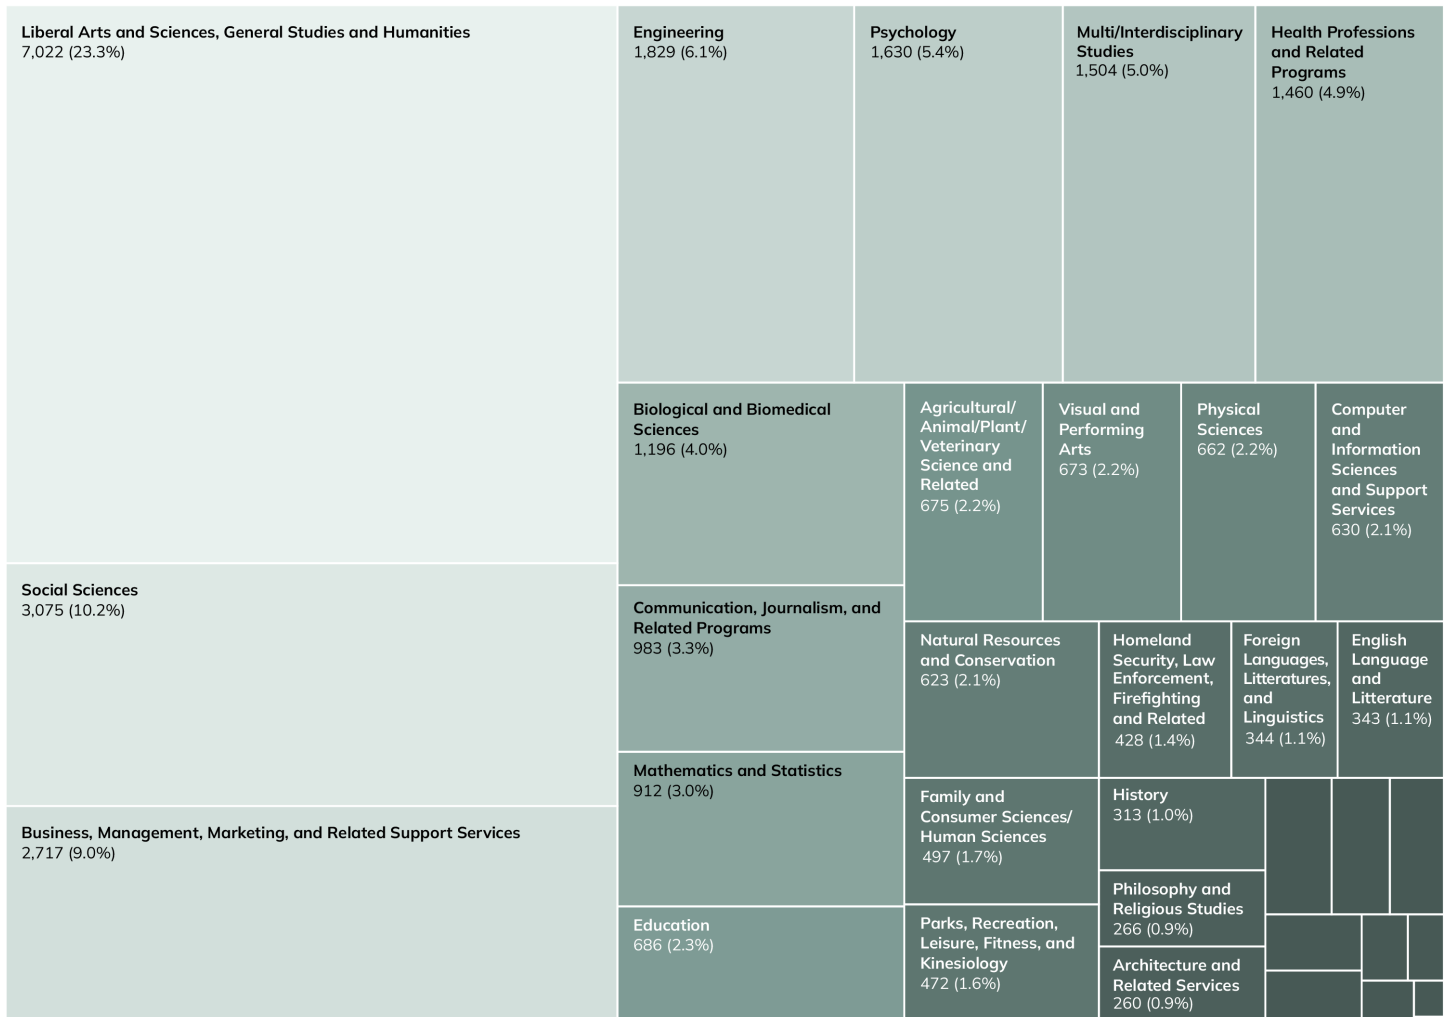 Liberal Arts and Sciences, General Studies and Humanities
7,022 (23.3%)
Social Sciences
3,075 (10.2%)
Business, Management, Marketing, and Related Support Services
2,717 (9.0%)
Engineering
1,829 (6.1%)
Psychology
1,630 (5.4%)
Multi/Interdisciplinary
Studies
1,504 (5.0%)
Health Professions
and Related
Programs
1,460 (4.9%)
Biological and Biomedical
Sciences
1,196 (4.0%)
Communication, Journalism, and
Related Programs
983 (3.3%)
Mathematics and Statistics
912 (3.0%)
Education
686 (2.3%)
Agricultural/
Animal/Plant/
Veterinary
Science and
Related
675 (2.2%)
Visual and
Performing
Arts
673 (2.2%)
Physical
Sciences
662 (2.2%)
Computer
and
Information
Sciences
and Support
Services
630 (2.1%)
Natural Resources
and Conservation
623 (2.1%)
Family and
Consumer Sciences/
Human Sciences
497 (1.7%)
Parks, Recreation,
Leisure, Fitness, and
Kinesiology
472 (1.6%)
Homeland
Security, Law
Enforcement,
Firefighting
and Related
428 (1.4%)
Foreign
Languages,
Litteratures,
and
Linguistics
344 (1.1%)
English
Language
and
Litterature
343 (1.1%)
History
313 (1.0%)
Philosophy and
Religious Studies
266 (0.9%)
Architecture and
Related Services
260 (0.9%)